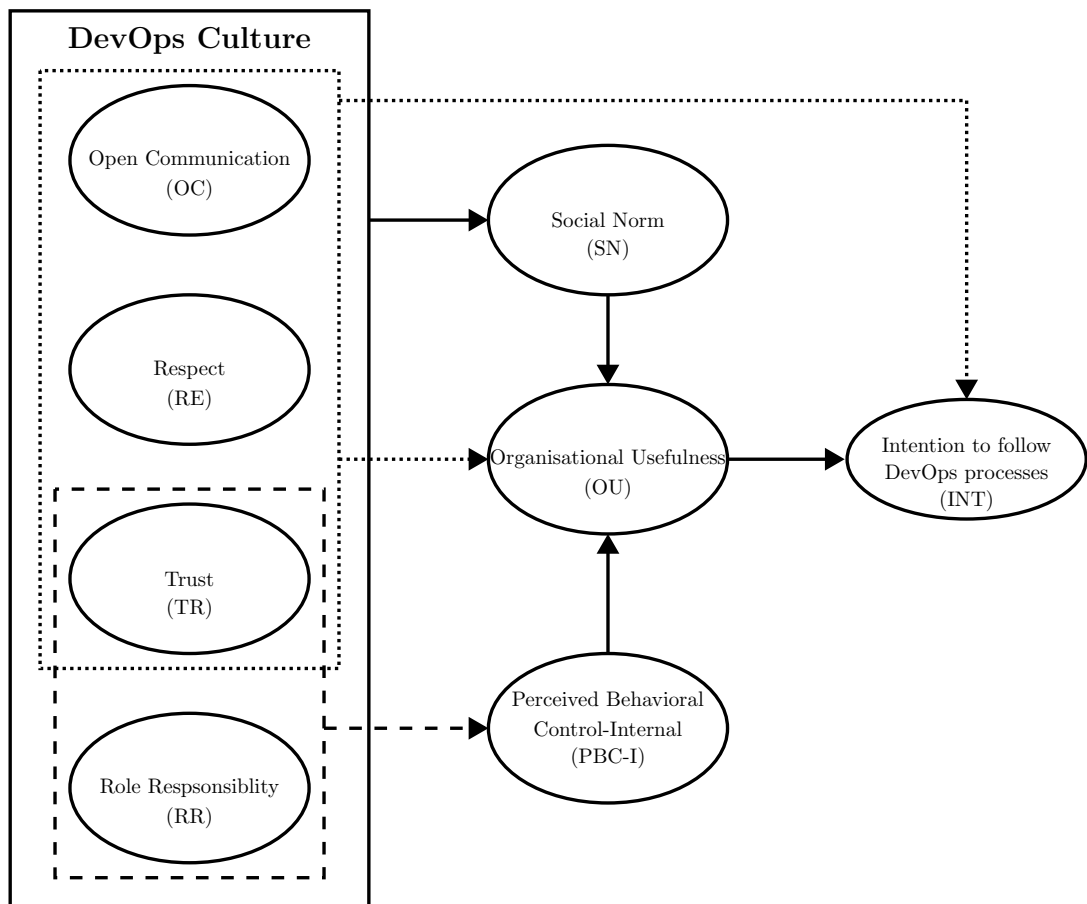 DevOps Culture
Open Communication
(OC)
Respect
(RE)
Trust
(TR)
Role Respsonsiblity
(RR)
Social Norm
(SN)
Organisational Usefulness
(OU)
Perceived Behavioral
Control-Internal
(PBC-I)
Intention to follow
DevOps processes
(INT)